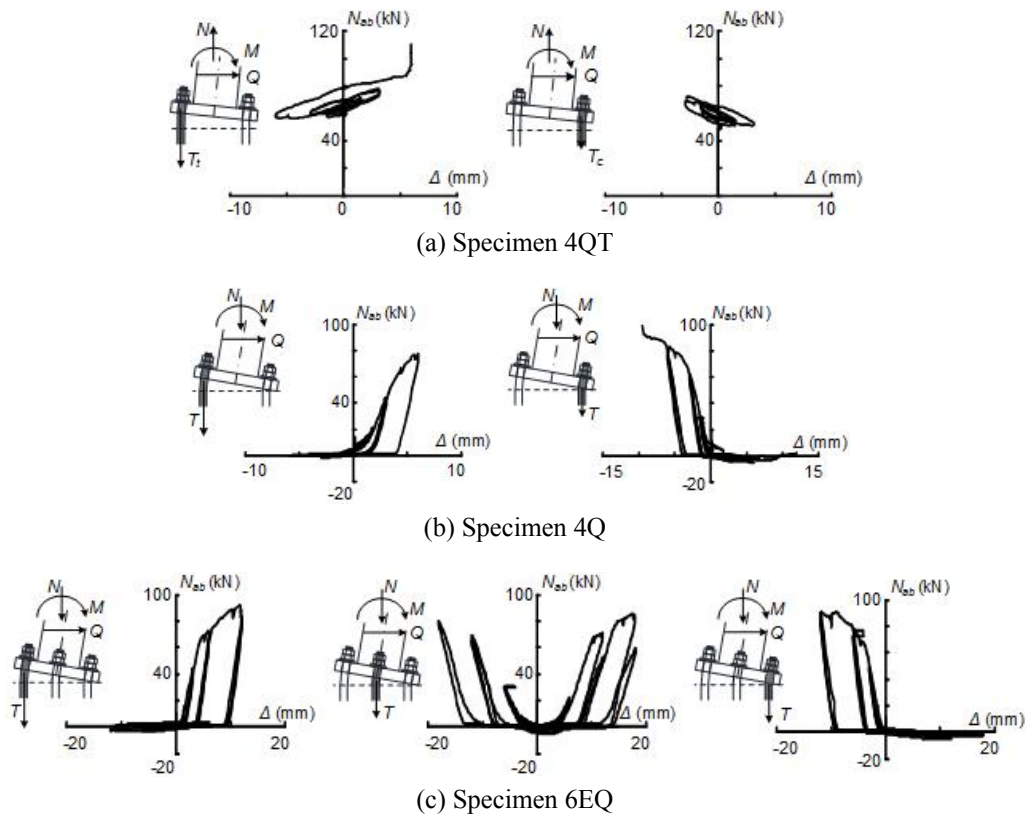 N_ab (kN)
120
N
M
Q
40
T_t
Δ (mm)
-10
0
10
N_ab (kN)
120
N
M
Q
40
T_c
Δ (mm)
-10
0
10
(a) Specimen 4QT
N_ab (kN)
100
N
M
Q
40
T
Δ (mm)
-10
10
-20
N_ab (kN)
100
N
M
Q
40
T
Δ (mm)
-15
15
-20
(b) Specimen 4Q
N_ab (kN)
100
N
M
Q
40
T
Δ (mm)
-20
20
-20
N_ab (kN)
100
N
M
Q
40
T
Δ (mm)
-20
20
-20
N_ab (kN)
100
N
M
Q
40
T
Δ (mm)
-20
20
-20
(c) Specimen 6EQ